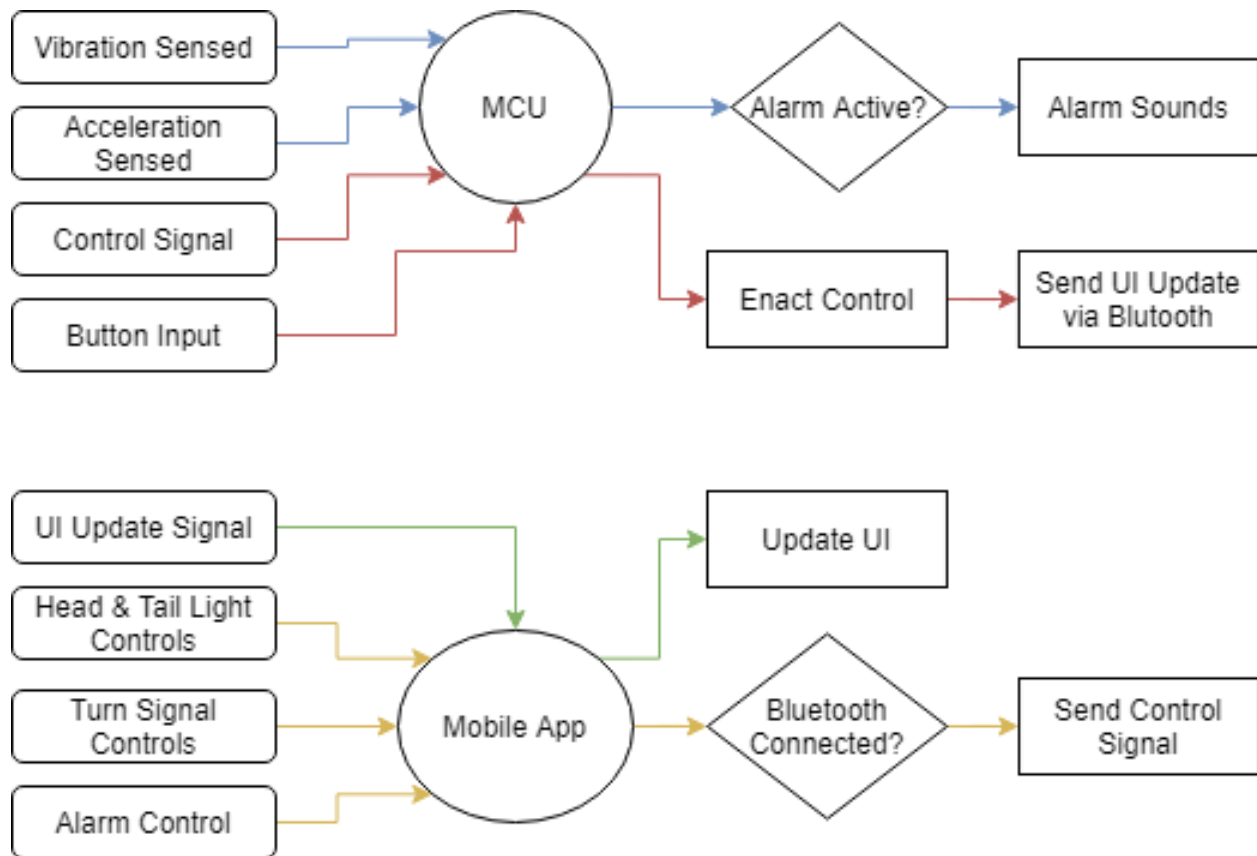 Vibration Sensed
Acceleration
Sensed
Control Signal
Button Input
MCU
Alarm Active?
Alarm Sounds
Enact Control
Send UI Update
via Blutooth
UI Update Signal
Head & Tail Light
Controls
Turn Signal
Controls
Alarm Control
Mobile App
Update UI
Bluetooth
Connected?
Send Control
Signal